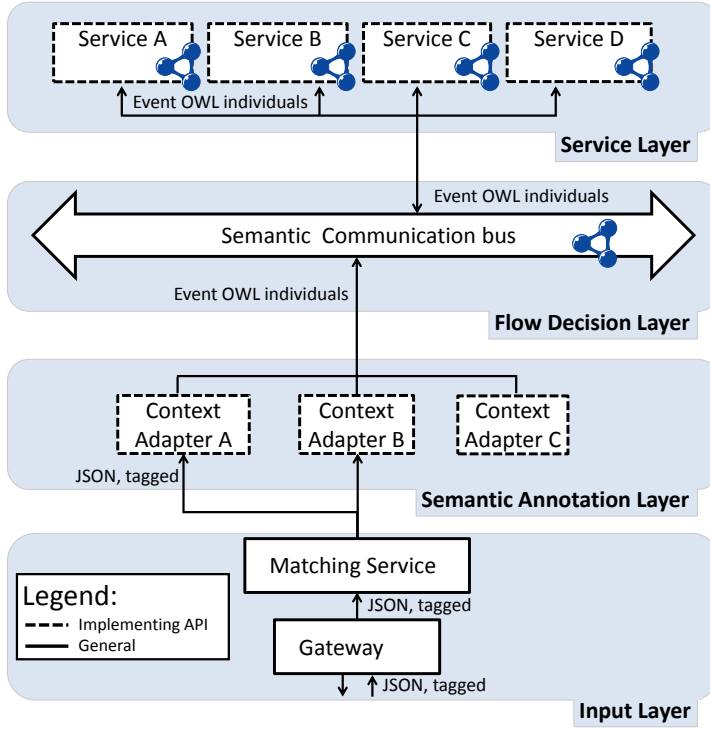 Service A
Service B
Service C
Service D
Event OWL individuals
Service Layer
Event OWL individuals
Semantic Communication bus
Event OWL individuals
Flow Decision Layer
Context
Adapter A
Context
Adapter B
Context
Adapter C
JSON, tagged
Semantic Annotation Layer
Matching Service
Legend:
Implementing API
General
JSON, tagged
Gateway
JSON, tagged
Input Layer